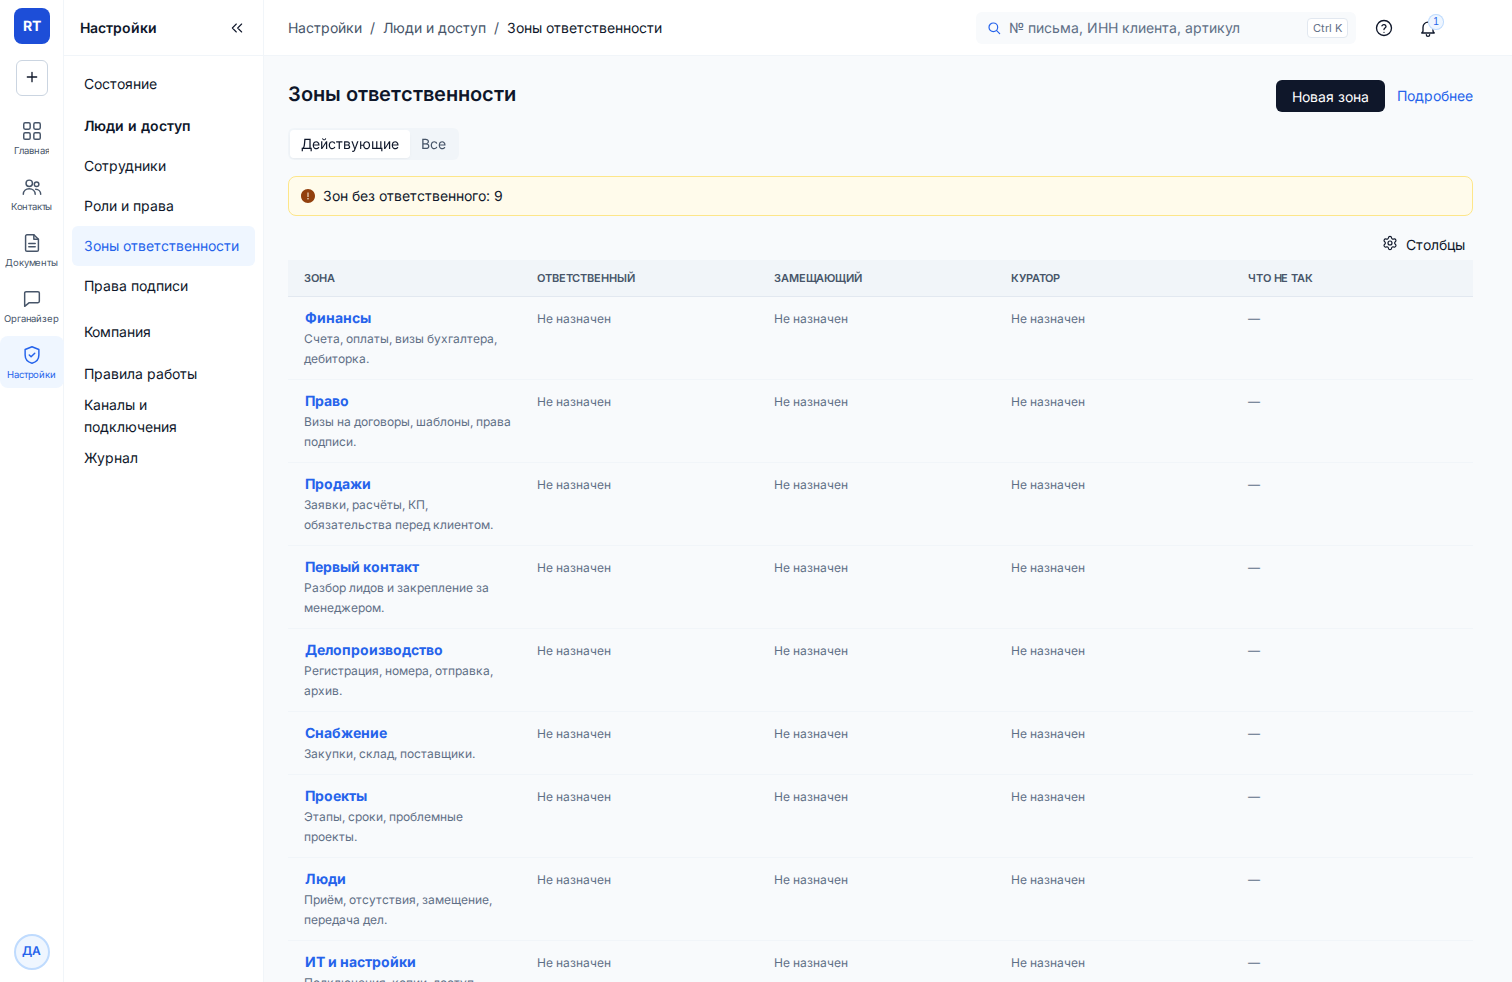 RT
Настройки
Настройки / Люди и доступ / Зоны ответственности
№ письма, ИНН клиента, артикул
Ctrl K
1
Главная
Контакты
Документы
Органайзер
Настройки
ДА
Состояние
Люди и доступ
Сотрудники
Роли и права
Зоны ответственности
Права подписи
Компания
Правила работы
Каналы и
подключения
Журнал
Зоны ответственности
Новая зона
Подробнее
Действующие
Все
Зон без ответственного: 9
Столбцы
ЗОНА ОТВЕТСТВЕННЫЙ ЗАМЕЩАЮЩИЙ КУРАТОР ЧТО НЕ ТАК
Финансы Не назначен Не назначен Не назначен —
Счета, оплаты, визы бухгалтера,
дебиторка.
Право Не назначен Не назначен Не назначен —
Визы на договоры, шаблоны, права
подписи.
Продажи Не назначен Не назначен Не назначен —
Заявки, расчёты, КП,
обязательства перед клиентом.
Первый контакт Не назначен Не назначен Не назначен —
Разбор лидов и закрепление за
менеджером.
Делопроизводство Не назначен Не назначен Не назначен —
Регистрация, номера, отправка,
архив.
Снабжение Не назначен Не назначен Не назначен —
Закупки, склад, поставщики.
Проекты Не назначен Не назначен Не назначен —
Этапы, сроки, проблемные
проекты.
Люди Не назначен Не назначен Не назначен —
Приём, отсутствия, замещение,
передача дел.
ИТ и настройки Не назначен Не назначен Не назначен —
Подключения, копии, доступ